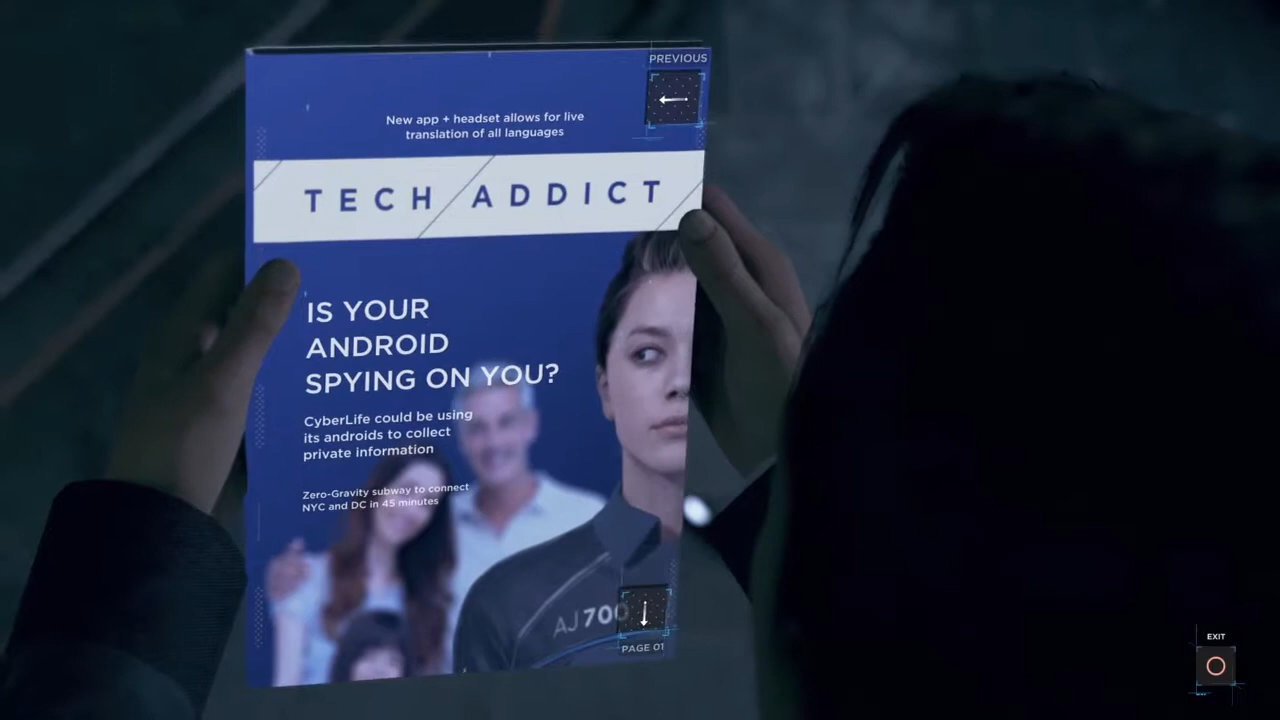 PREVIOUS
New app + headset allows for live
translation of all languages
TECH ADDICT
IS YOUR
ANDROID
SPYING ON YOU?
CyberLife could be using
its androids to collect
private information
Zero-Gravity subway to connect
NYC and DC in 45 minutes
AJ700
PAGE 01
EXIT